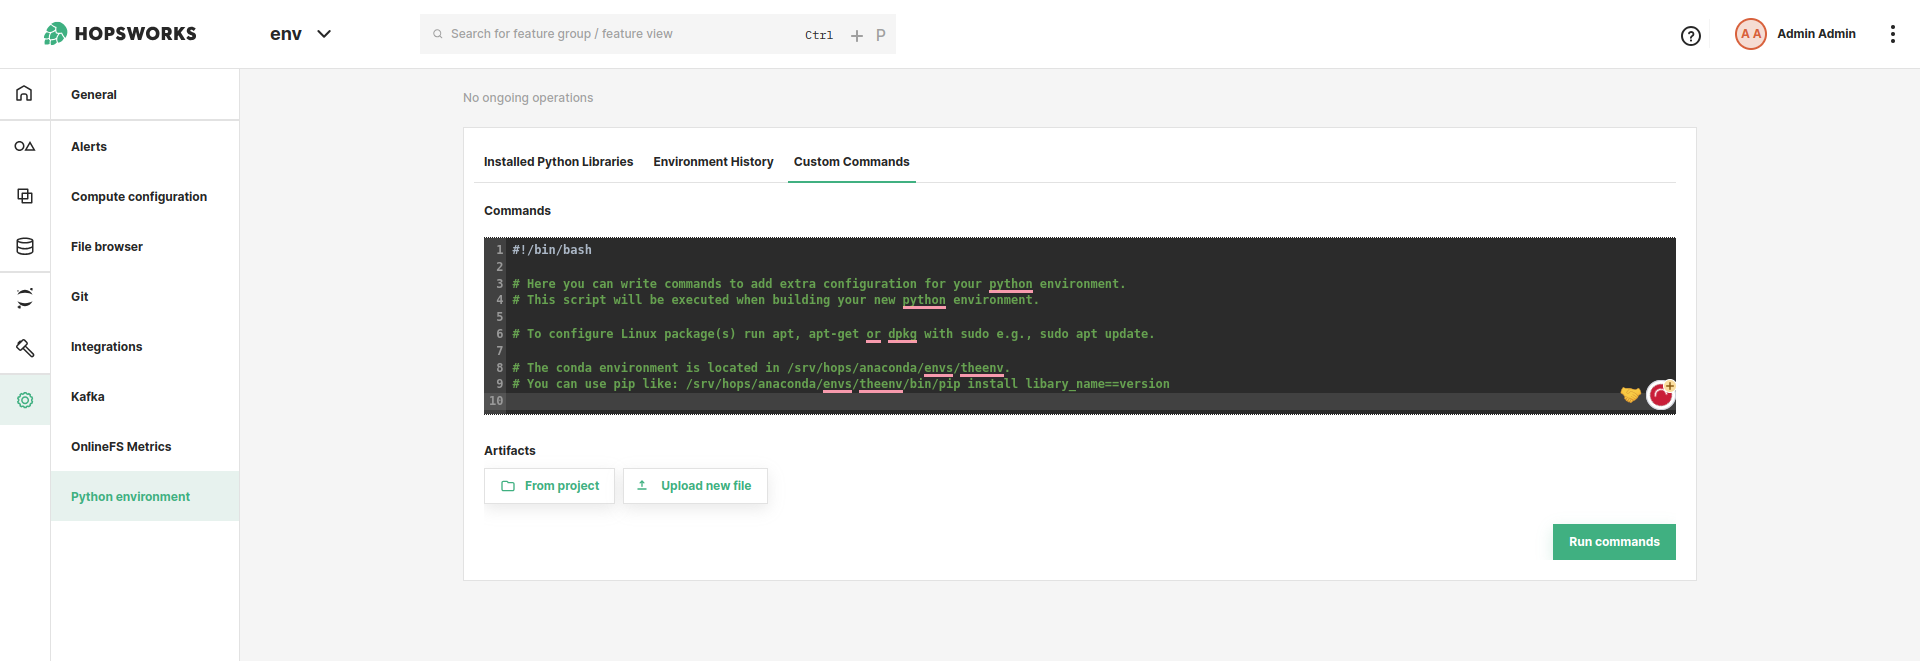 HOPSWORKS
env
Search for feature group / feature view
Ctrl + P
A A
Admin Admin
General
Alerts
Compute configuration
File browser
Git
Integrations
Kafka
OnlineFS Metrics
Python environment
No ongoing operations
Installed Python Libraries Environment History Custom Commands
Commands
1 #!/bin/bash
2
3 # Here you can write commands to add extra configuration for your python environment.
4 # This script will be executed when building your new python environment.
5
6 # To configure Linux package(s) run apt, apt-get or dpkg with sudo e.g., sudo apt update.
7
8 # The conda environment is located in /srv/hops/anaconda/envs/theenv.
9 # You can use pip like: /srv/hops/anaconda/envs/theenv/bin/pip install libary_name==version
10
Artifacts
From project
Upload new file
Run commands